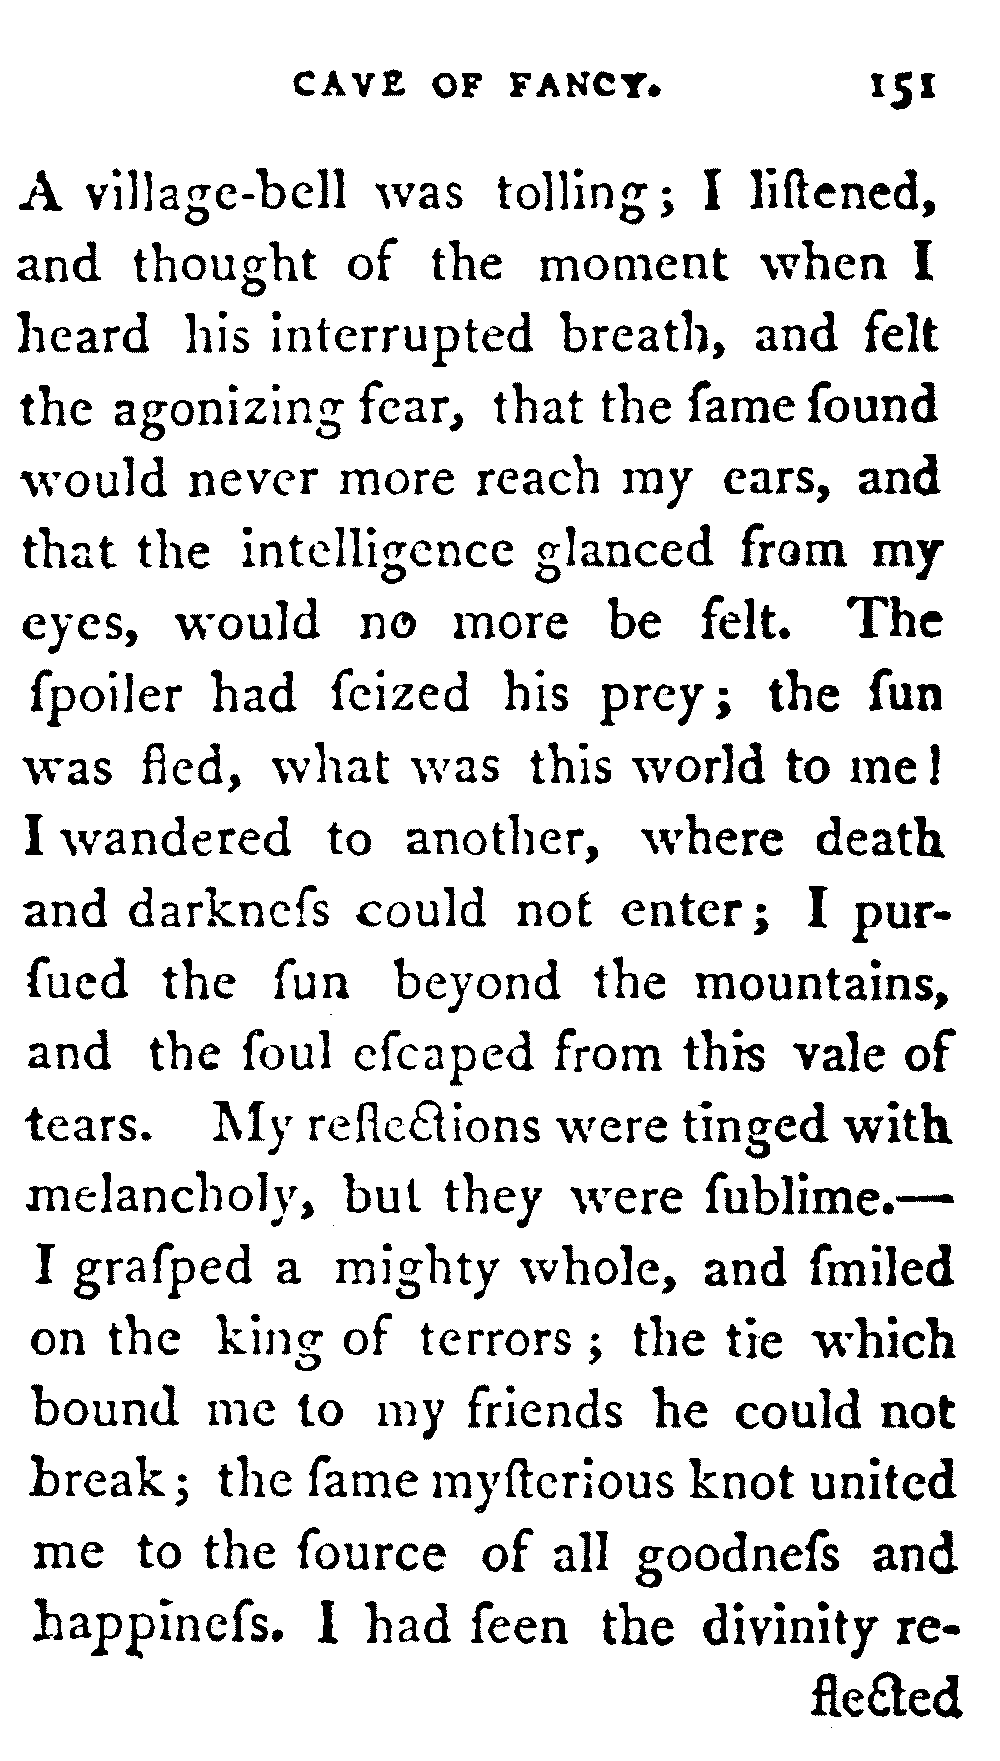 CAVE OF FANCY. 151
A village-bell was tolling; I liſtened,
and thought of the moment when I
heard his interrupted breath, and felt
the agonizing fear, that the ſame ſound
would never more reach my ears, and
that the intelligence glanced from my
eyes, would no more be felt. The
ſpoiler had ſeized his prey; the ſun
was fled, what was this world to me!
I wandered to another, where death
and darkneſs could not enter; I pur-
ſued the ſun beyond the mountains,
and the ſoul eſcaped from this vale of
tears. My reflections were tinged with
melancholy, but they were ſublime.—
I graſped a mighty whole, and ſmiled
on the king of terrors; the tie which
bound me to my friends he could not
break; the ſame myſterious knot united
me to the ſource of all goodneſs and
happineſs. I had ſeen the divinity re-
flected